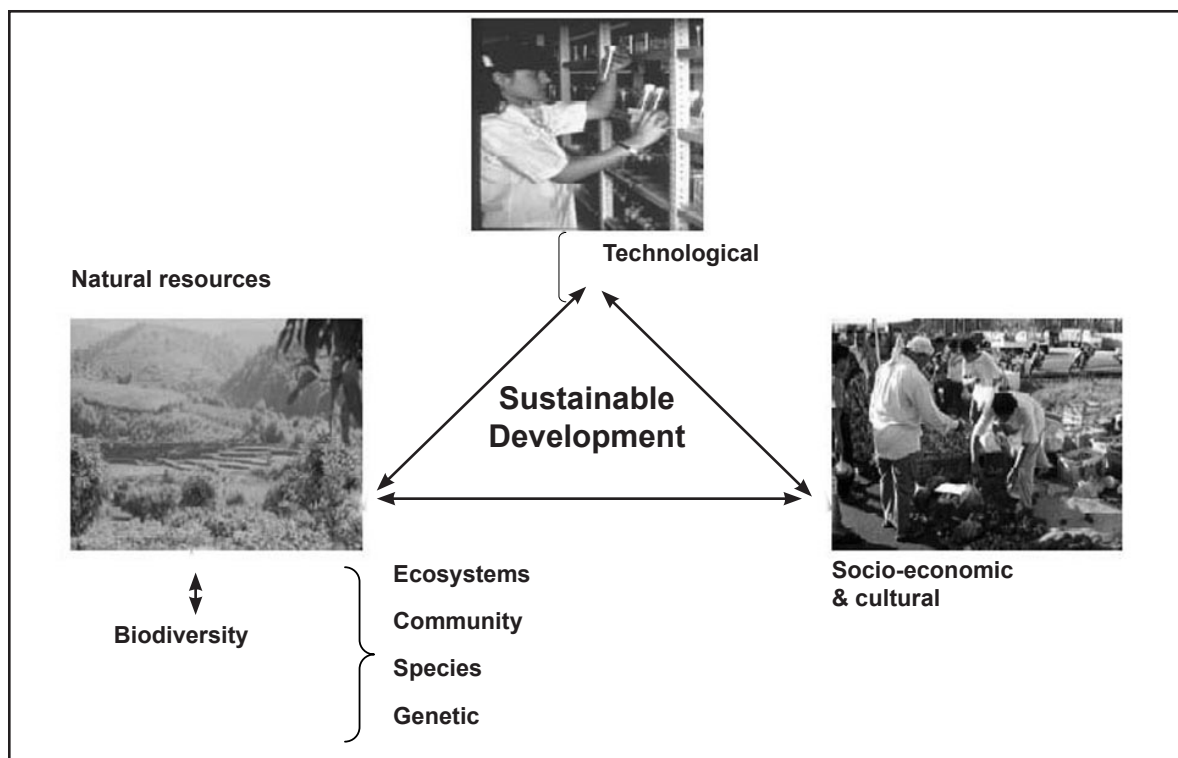 Technological
Natural resources
Sustainable
Development
Socio-economic
& cultural
Biodiversity
Ecosystems
Community
Species
Genetic